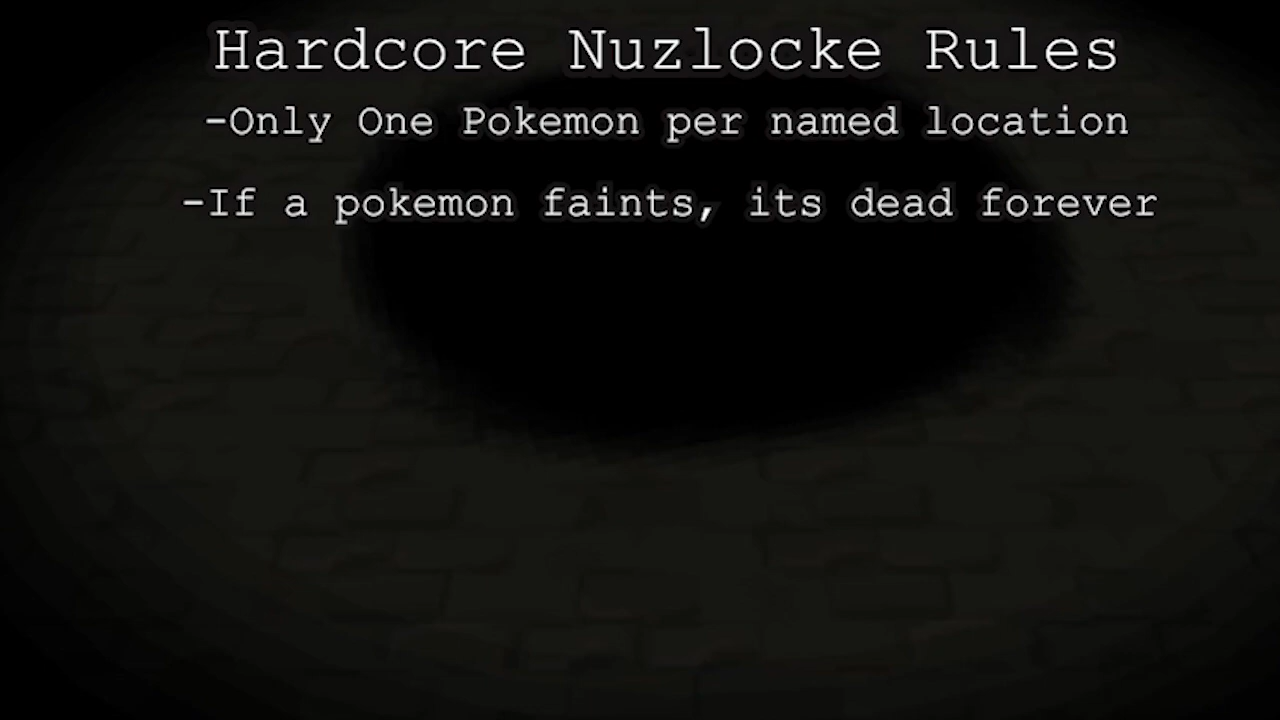 Hardcore Nuzlocke Rules
-Only One Pokemon per named location
-If a pokemon faints, its dead forever